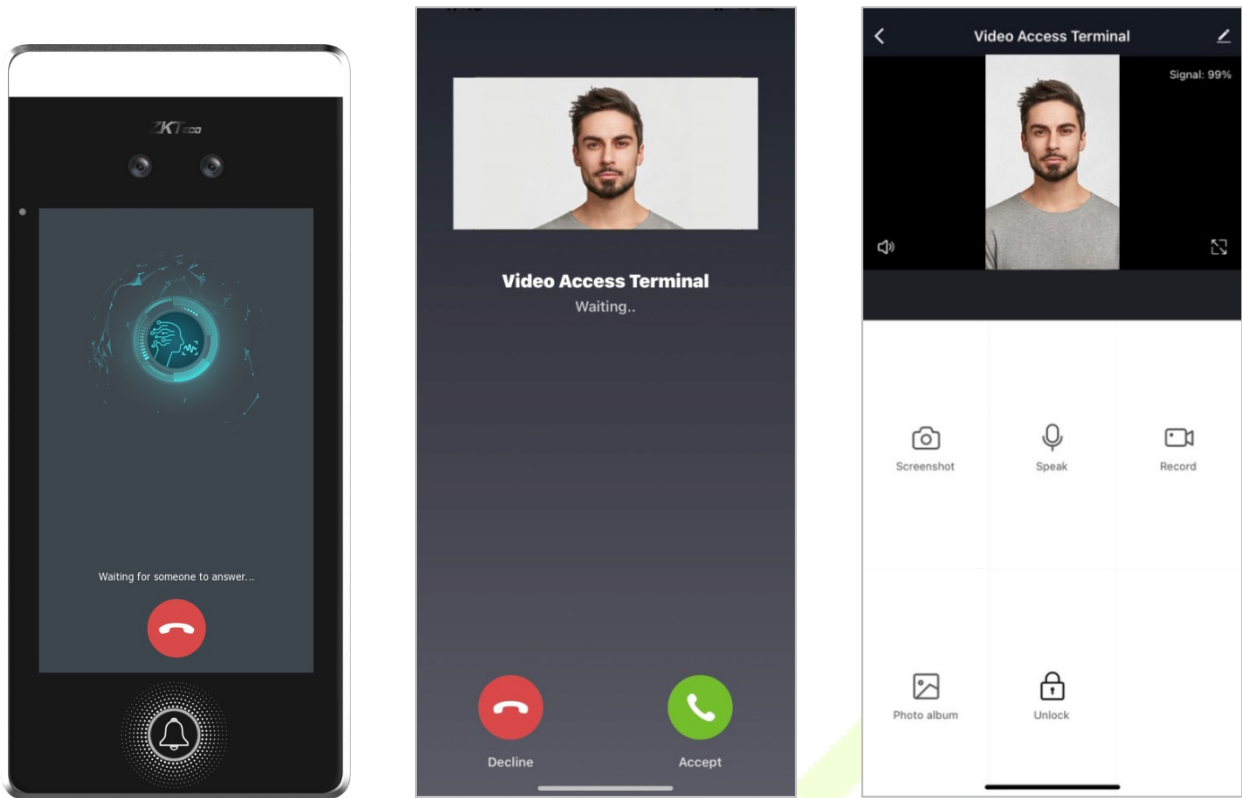 ZKTeco
Waiting for someone to answer...
Video Access Terminal
Waiting..
Decline
Accept
Video Access Terminal
Signal: 99%
Screenshot
Speak
Record
Photo album
Unlock